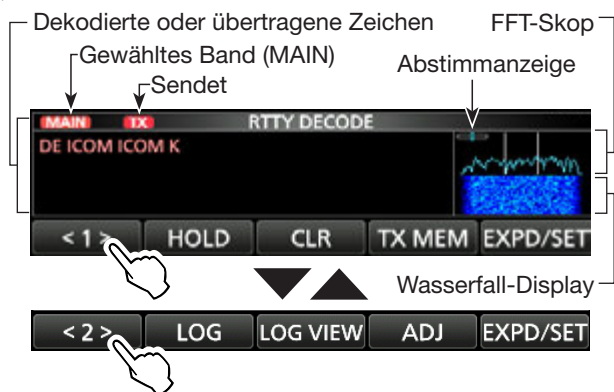 Dekodierte oder übertragene Zeichen FFT-Skop
Gewähltes Band (MAIN) Abstimmanzeige
Sendet
MAIN TX RTTY DECODE
DE ICOM ICOM K
< 1 > HOLD CLR TX MEM EXPD/SET
Wasserfall-Display
< 2 > LOG LOG VIEW ADJ EXPD/SET